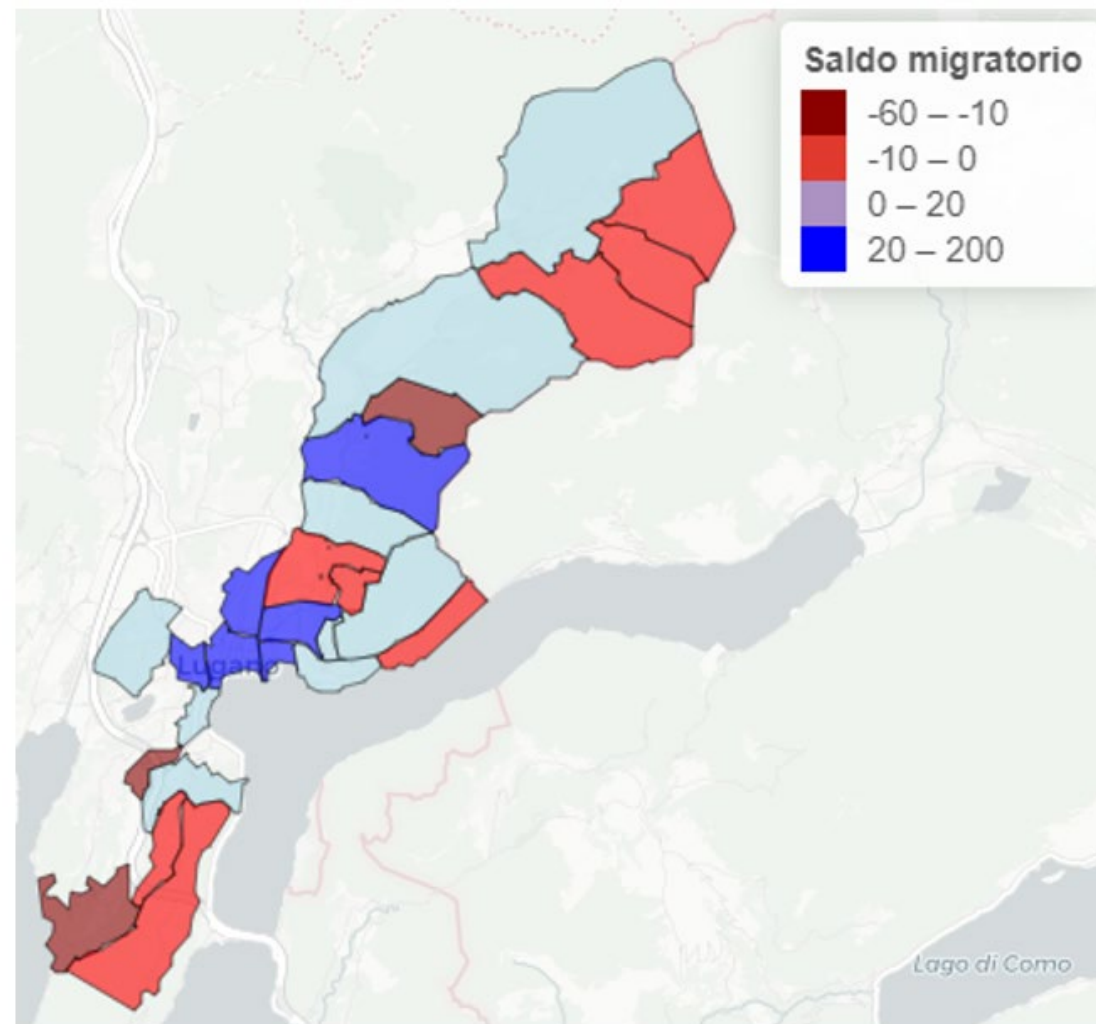 Saldo migratorio
-60 – -10
-10 – 0
0 – 20
20 – 200
Lugano
Lago di Como